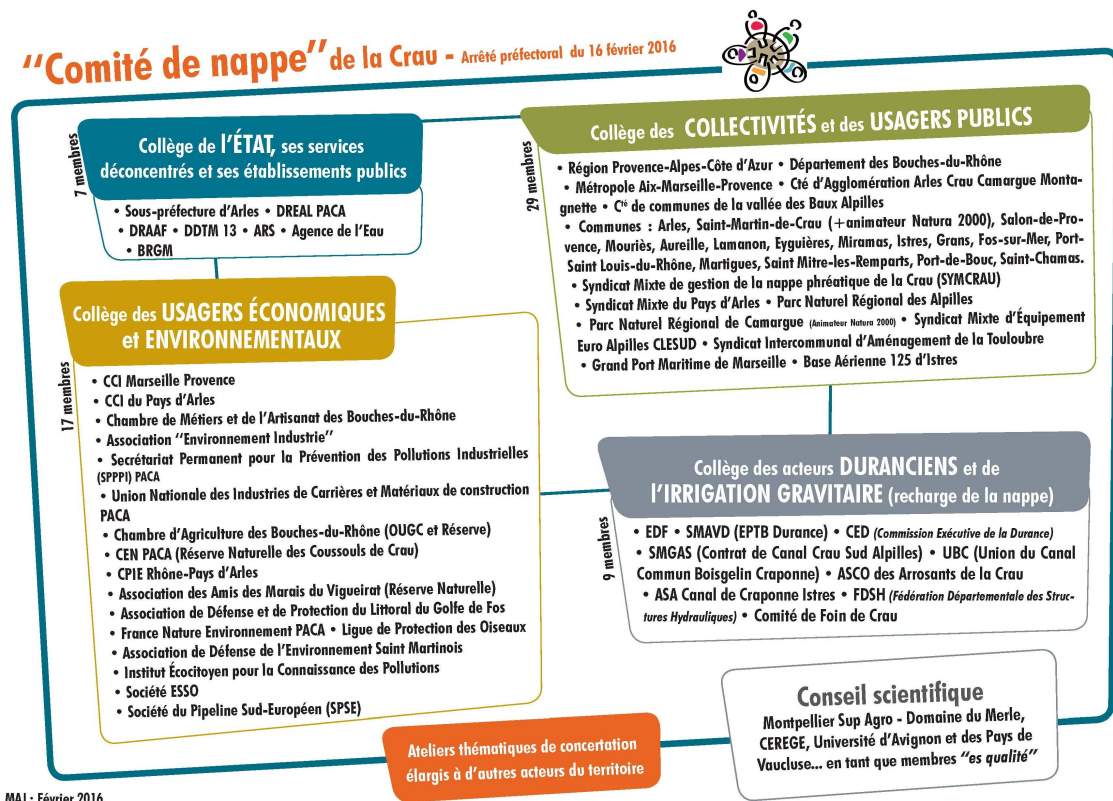 “Comité de nappe” de la Crau - Arrêté préfectoral du 16 février 2016
7 membres
Collège de l’ÉTAT, ses services
déconcentrés et ses établissements publics
• Sous-préfecture d’Arles • DREAL PACA
• DRAAF • DDTM 13 • ARS • Agence de l’Eau
• BRGM
29 membres
Collège des COLLECTIVITÉS et des USAGERS PUBLICS
• Région Provence-Alpes-Côte d’Azur • Département des Bouches-du-Rhône
• Métropole Aix-Marseille-Provence • Cté d’Agglomération Arles Crau Camargue Monta-
gnette • Cté de communes de la vallée des Baux Alpilles
• Communes : Arles, Saint-Martin-de-Crau (+animateur Natura 2000), Salon-de-Pro-
vence, Mouriès, Aureille, Lamanon, Eyguières, Miramas, Istres, Grans, Fos-sur-Mer, Port-
Saint Louis-du-Rhône, Martigues, Saint Mitre-les-Remparts, Port-de-Bouc, Saint-Chamas.
• Syndicat Mixte de gestion de la nappe phréatique de la Crau (SYMCRAU)
• Syndicat Mixte du Pays d’Arles • Parc Naturel Régional des Alpilles
• Parc Naturel Régional de Camargue (Animateur Natura 2000) • Syndicat Mixte d’Équipement
Euro Alpilles CLESUD • Syndicat Intercommunal d’Aménagement de la Touloubre
• Grand Port Maritime de Marseille • Base Aérienne 125 d’Istres
17 membres
Collège des USAGERS ÉCONOMIQUES
et ENVIRONNEMENTAUX
• CCI Marseille Provence
• CCI du Pays d’Arles
• Chambre de Métiers et de l’Artisanat des Bouches-du-Rhône
• Association ‘‘Environnement Industrie’’
• Secrétariat Permanent pour la Prévention des Pollutions Industrielles
(SPPPI) PACA
• Union Nationale des Industries de Carrières et Matériaux de construction
PACA
• Chambre d’Agriculture des Bouches-du-Rhône (OUGC et Réserve)
• CEN PACA (Réserve Naturelle des Coussouls de Crau)
• CPIE Rhône-Pays d’Arles
• Association des Amis des Marais du Vigueirat (Réserve Naturelle)
• Association de Défense et de Protection du Littoral du Golfe de Fos
• France Nature Environnement PACA • Ligue de Protection des Oiseaux
• Association de Défense de l’Environnement Saint Martinois
• Institut Écocitoyen pour la Connaissance des Pollutions
• Société ESSO
• Société du Pipeline Sud-Européen (SPSE)
9 membres
Collège des acteurs DURANCIENS et de
l’IRRIGATION GRAVITAIRE (recharge de la nappe)
• EDF • SMAVD (EPTB Durance) • CED (Commission Exécutive de la Durance)
• SMGAS (Contrat de Canal Crau Sud Alpilles) • UBC (Union du Canal
Commun Boisgelin Craponne) • ASCO des Arrosants de la Crau
• ASA Canal de Craponne Istres • FDSH (Fédération Départementale des Struc-
tures Hydrauliques) • Comité de Foin de Crau
Conseil scientifique
Montpellier Sup Agro - Domaine du Merle,
CEREGE, Université d’Avignon et des Pays de
Vaucluse... en tant que membres “es qualité”
Ateliers thématiques de concertation
élargis à d’autres acteurs du territoire
MAJ : Février 2016